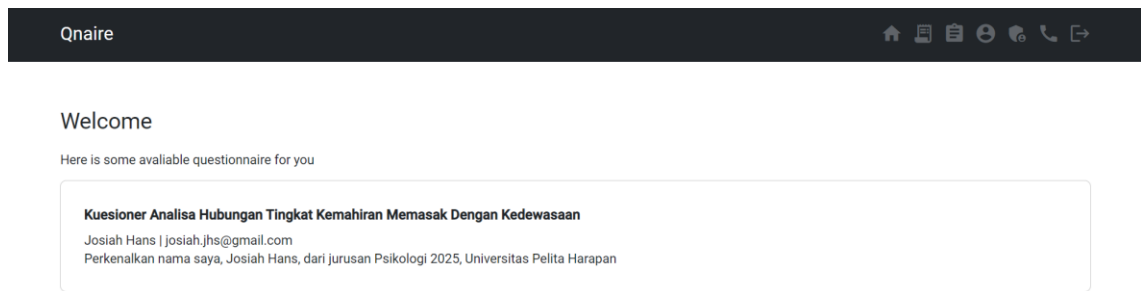 Qnaire
Welcome
Here is some avaliable questionnaire for you
Kuesioner Analisa Hubungan Tingkat Kemahiran Memasak Dengan Kedewasaan
Josiah Hans | josiah.jhs@gmail.com
Perkenalkan nama saya, Josiah Hans, dari jurusan Psikologi 2025, Universitas Pelita Harapan